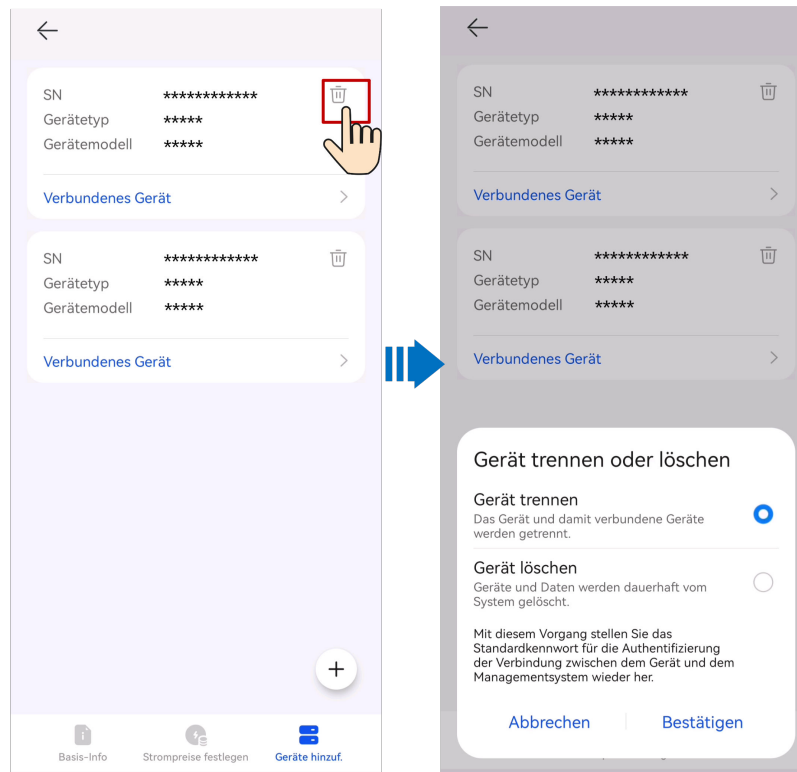 SN ************
Gerätetyp *****
Gerätemodell *****
Verbundenes Gerät
SN ************
Gerätetyp *****
Gerätemodell *****
Verbundenes Gerät
Basis-Info Strompreise festlegen Geräte hinzuf.
SN ************
Gerätetyp *****
Gerätemodell *****
Verbundenes Gerät
SN ************
Gerätetyp *****
Gerätemodell *****
Verbundenes Gerät
Gerät trennen oder löschen
Gerät trennen
Das Gerät und damit verbundene Geräte
werden getrennt.
Gerät löschen
Geräte und Daten werden dauerhaft vom
System gelöscht.
Mit diesem Vorgang stellen Sie das
Standardkennwort für die Authentifizierung
der Verbindung zwischen dem Gerät und dem
Managementsystem wieder her.
Abbrechen Bestätigen